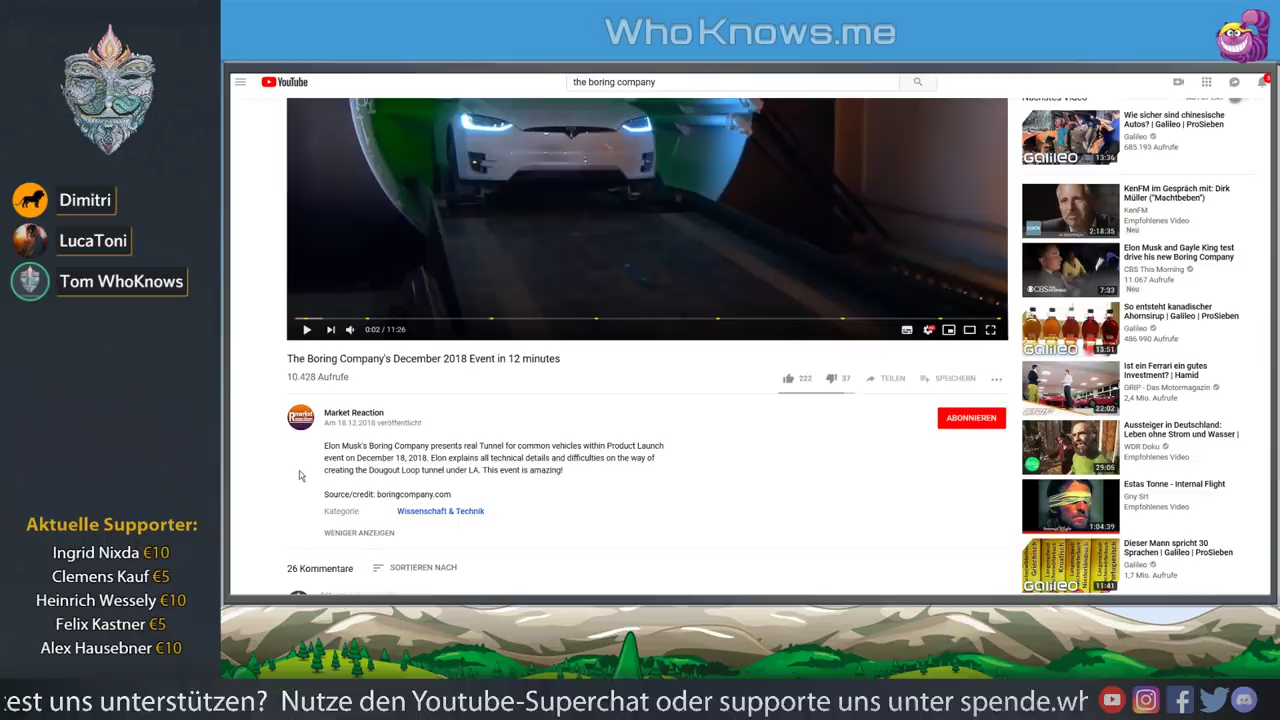 WhoKnows.me
YouTube
the boring company
3
Dimitri
LucaToni
Tom WhoKnows
Aktuelle Supporter:
Ingrid Nixda €10
Clemens Kauf €5
Heinrich Wessely €10
Felix Kastner €5
Alex Hausebner €10
0:02 / 11:26
The Boring Company's December 2018 Event in 12 minutes
10.428 Aufrufe
222
37
TEILEN
SPEICHERN
Market Reaction
Am 18.12.2018 veröffentlicht
ABONNIEREN
Elon Musk's Boring Company presents real Tunnel for common vehicles within Product Launch
event on December 18, 2018. Elon explains all technical details and difficulties on the way of
creating the Dougout Loop tunnel under LA. This event is amazing!
Source/credit: boringcompany.com
Kategorie
Wissenschaft & Technik
WENIGER ANZEIGEN
26 Kommentare
SORTIEREN NACH
Nächstes Video
AUTOPLAY
Galileo
13:36
Wie sicher sind chinesische
Autos? | Galileo | ProSieben
Galileo
685.193 Aufrufe
2:18:35
KenFM im Gespräch mit: Dirk
Müller ("Machtbeben")
KenFM
Empfohlenes Video
Neu
CBS THIS MORNING
7:33
Elon Musk and Gayle King test
drive his new Boring Company
CBS This Morning
11.067 Aufrufe
Neu
Galileo
13:51
So entsteht kanadischer
Ahornsirup | Galileo | ProSieben
Galileo
486.990 Aufrufe
22:02
Ist ein Ferrari ein gutes
Investment? | Hamid
GRIP - Das Motormagazin
2,4 Mio. Aufrufe
29:05
Aussteiger in Deutschland:
Leben ohne Strom und Wasser |
WDR Doku
Empfohlenes Video
1:04:39
Estas Tonne - Internal Flight
Gny Srt
Empfohlenes Video
Galileo
11:41
Dieser Mann spricht 30
Sprachen | Galileo | ProSieben
Galileo
1,7 Mio. Aufrufe
est uns unterstützen? Nutze den Youtube-Superchat oder supporte uns unter spende.wr